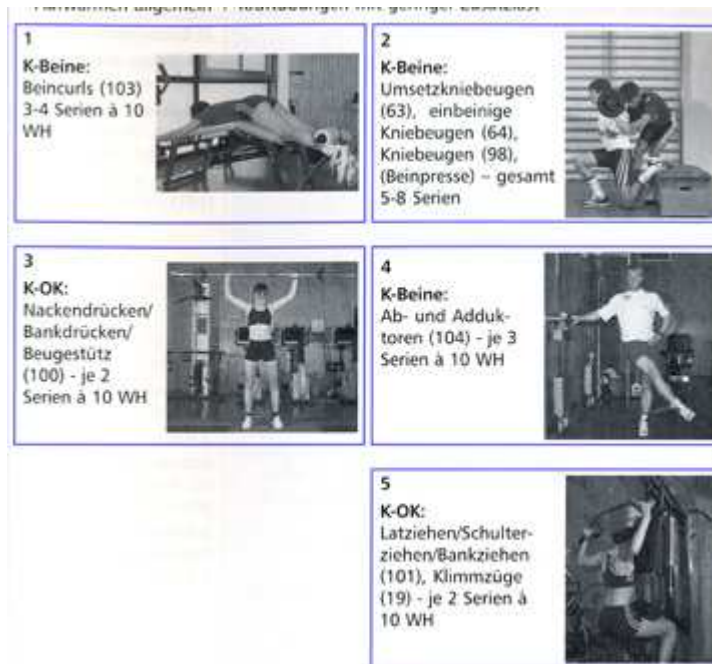 1
K-Beine:
Beincurls (103)
3-4 Serien à 10
WH
2
K-Beine:
Umsetzkniebeugen
(63), einbeinige
Kniebeugen (64),
Kniebeugen (98),
(Beinpresse) – gesamt
5-8 Serien
3
K-OK:
Nackendrücken/
Bankdrücken/
Beugestütz
(100) - je 2
Serien à 10 WH
4
K-Beine:
Ab- und Adduk-
toren (104) - je 3
Serien à 10 WH
5
K-OK:
Latziehen/Schulter-
ziehen/Bankziehen
(101), Klimmzüge
(19) - je 2 Serien à
10 WH